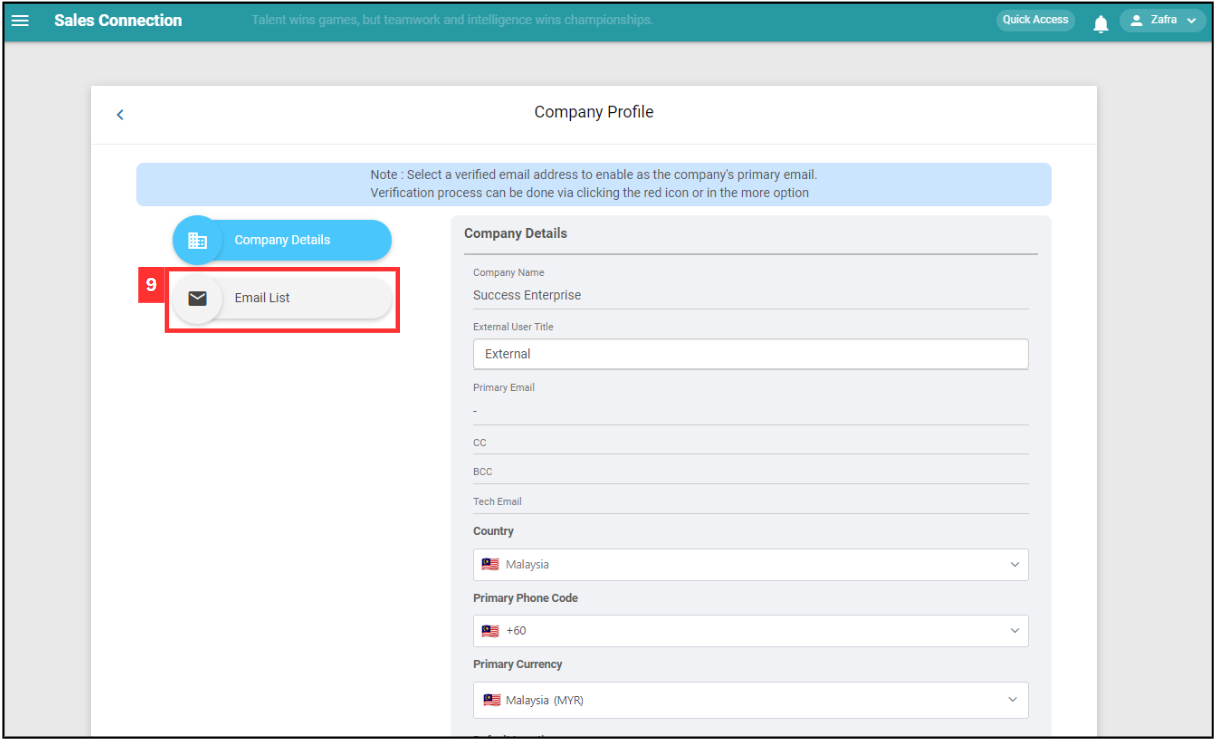 Sales Connection
Talent wins games, but teamwork and intelligence wins championships.
Quick Access
Zafra
Company Profile
Note : Select a verified email address to enable as the company's primary email.
Verification process can be done via clicking the red icon or in the more option
Company Details
9
Email List
Company Details
Company Name
Success Enterprise
External User Title
External
Primary Email
-
CC
BCC
Tech Email
Country
Malaysia
Primary Phone Code
+60
Primary Currency
Malaysia (MYR)